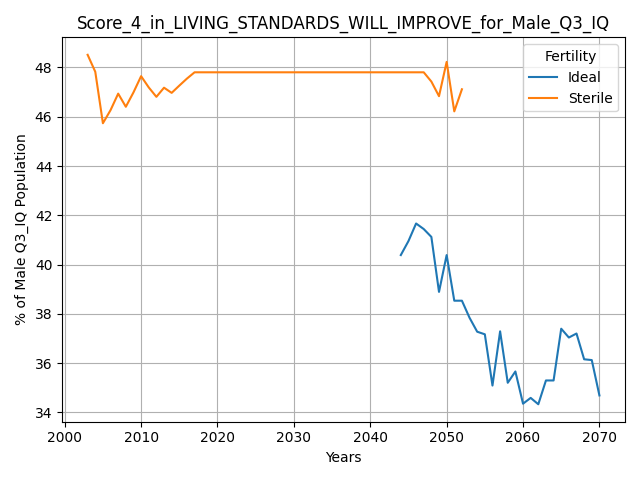 Score_4_in_LIVING_STANDARDS_WILL_IMPROVE_for_Male_Q3_IQ
Fertility
Ideal
Sterile
% of Male Q3_IQ Population
48
46
44
42
40
38
36
34
2000 2010 2020 2030 2040 2050 2060 2070
Years